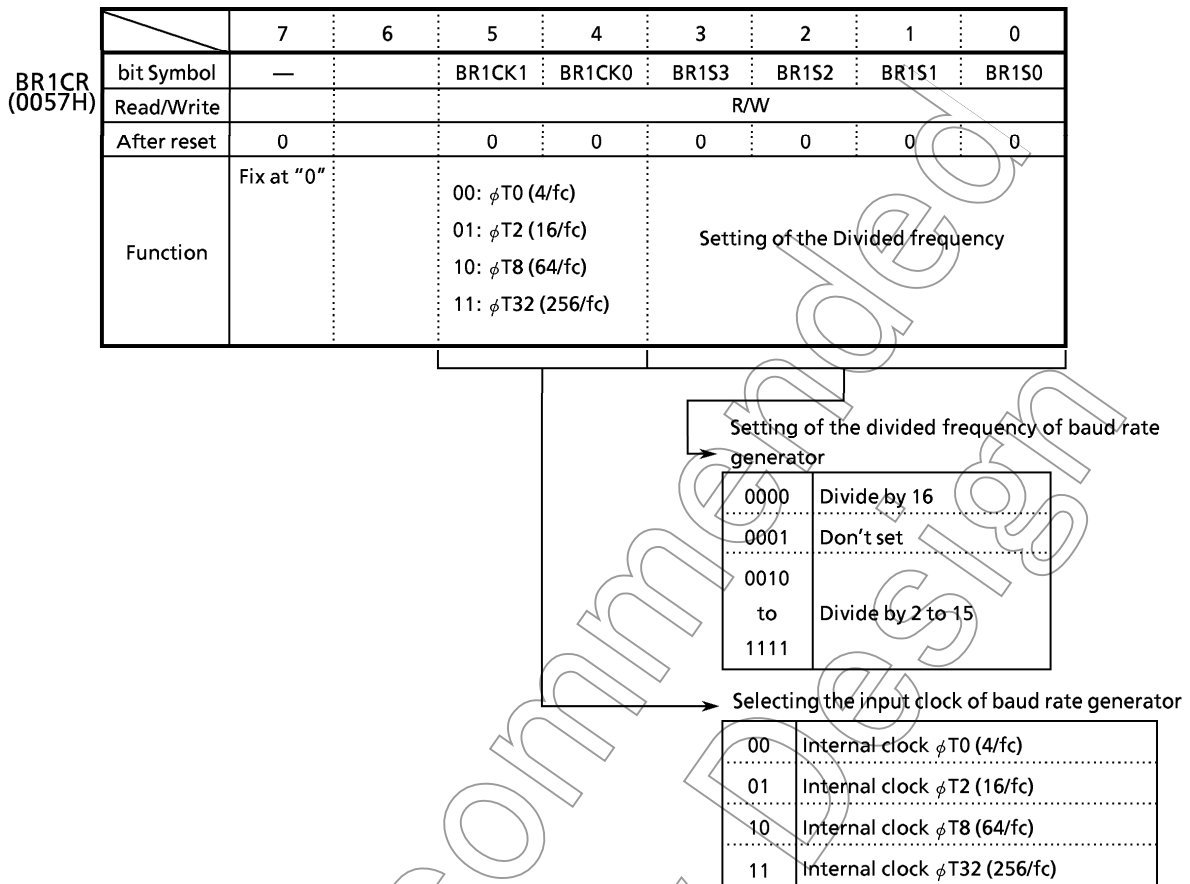 7 6 5 4 3 2 1 0
BR1CR
(0057H)
bit Symbol — BR1CK1 BR1CK0 BR1S3 BR1S2 BR1S1 BR1S0
Read/Write R/W
After reset 0 0 0 0 0 0 0
Function
Fix at "0"
00: φT0 (4/fc)
01: φT2 (16/fc)
10: φT8 (64/fc)
11: φT32 (256/fc)
Setting of the Divided frequency
Setting of the divided frequency of baud rate
generator
0000 Divide by 16
0001 Don't set
0010
to Divide by 2 to 15
1111
Selecting the input clock of baud rate generator
00 Internal clock φT0 (4/fc)
01 Internal clock φT2 (16/fc)
10 Internal clock φT8 (64/fc)
11 Internal clock φT32 (256/fc)
ommended
Design